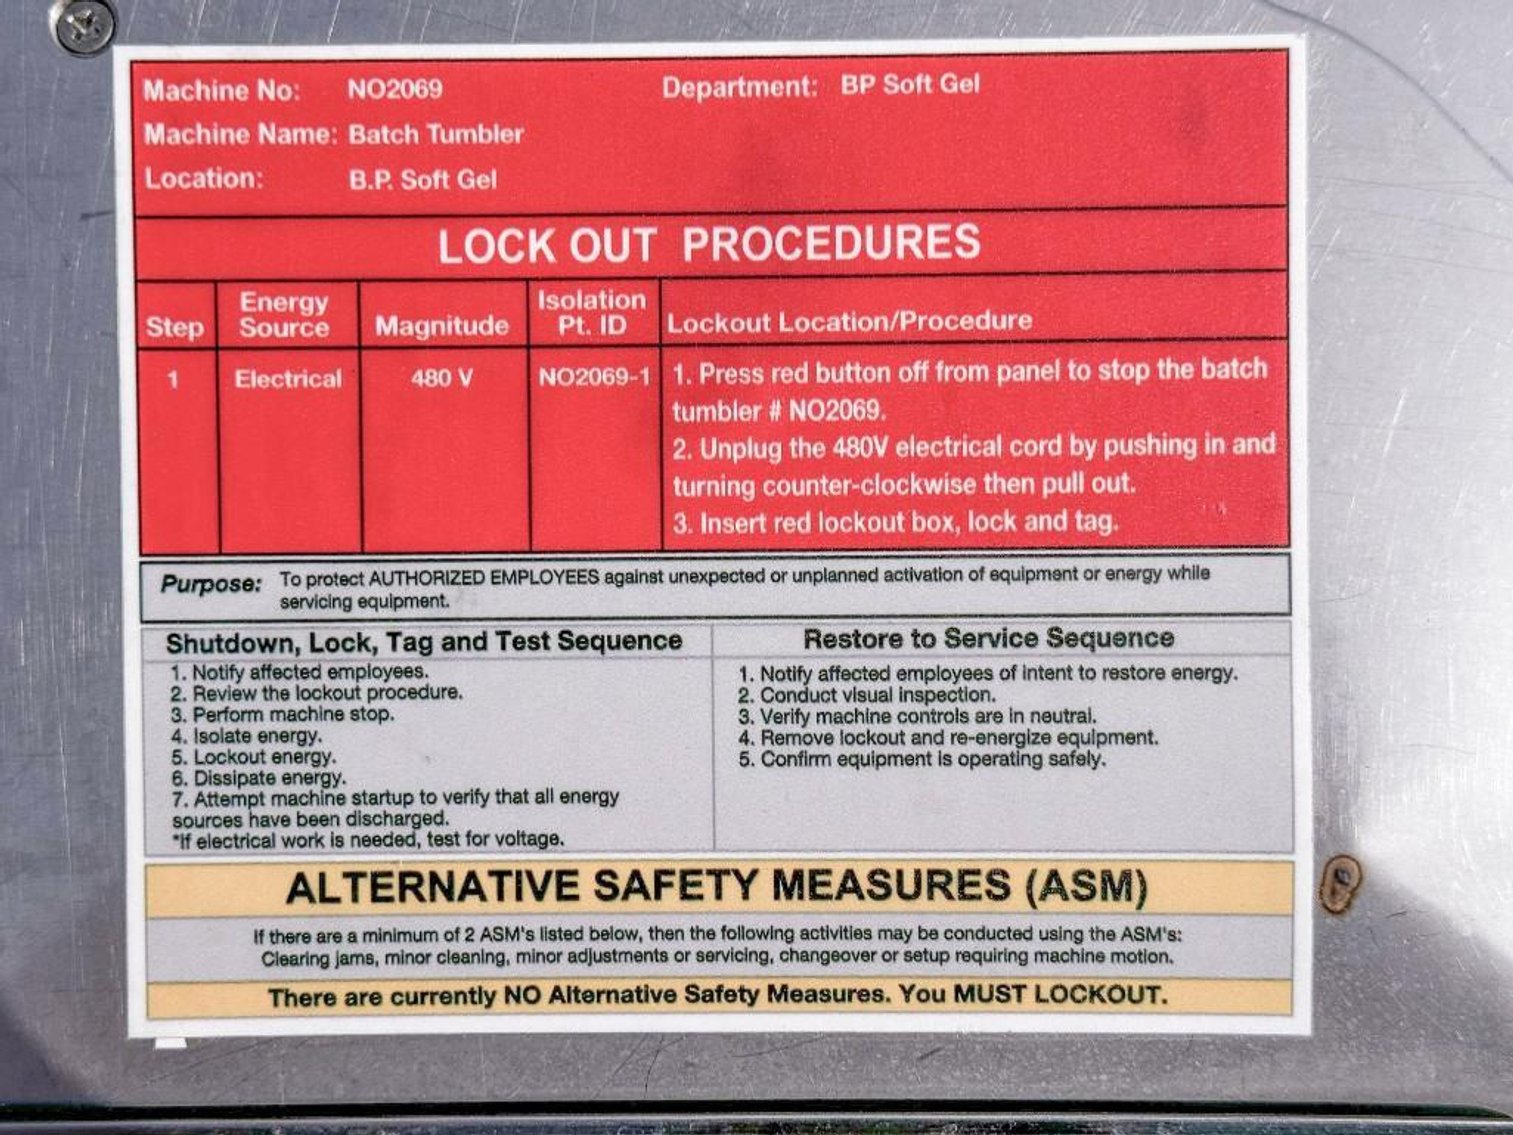 Machine No: NO2069 Department: BP Soft Gel
Machine Name: Batch Tumbler
Location: B.P. Soft Gel
LOCK OUT PROCEDURES
Step Energy Source Magnitude Isolation Pt. ID Lockout Location/Procedure
1 Electrical 480 V NO2069-1 1. Press red button off from panel to stop the batch
tumbler # NO2069.
2. Unplug the 480V electrical cord by pushing in and
turning counter-clockwise then pull out.
3. Insert red lockout box, lock and tag.
Purpose: To protect AUTHORIZED EMPLOYEES against unexpected or unplanned activation of equipment or energy while
servicing equipment.
Shutdown, Lock, Tag and Test Sequence
1. Notify affected employees.
2. Review the lockout procedure.
3. Perform machine stop.
4. Isolate energy.
5. Lockout energy.
6. Dissipate energy.
7. Attempt machine startup to verify that all energy
sources have been discharged.
*If electrical work is needed, test for voltage.
Restore to Service Sequence
1. Notify affected employees of intent to restore energy.
2. Conduct visual inspection.
3. Verify machine controls are in neutral.
4. Remove lockout and re-energize equipment.
5. Confirm equipment is operating safely.
ALTERNATIVE SAFETY MEASURES (ASM)
If there are a minimum of 2 ASM's listed below, then the following activities may be conducted using the ASM's:
Clearing jams, minor cleaning, minor adjustments or servicing, changeover or setup requiring machine motion.
There are currently NO Alternative Safety Measures. You MUST LOCKOUT.